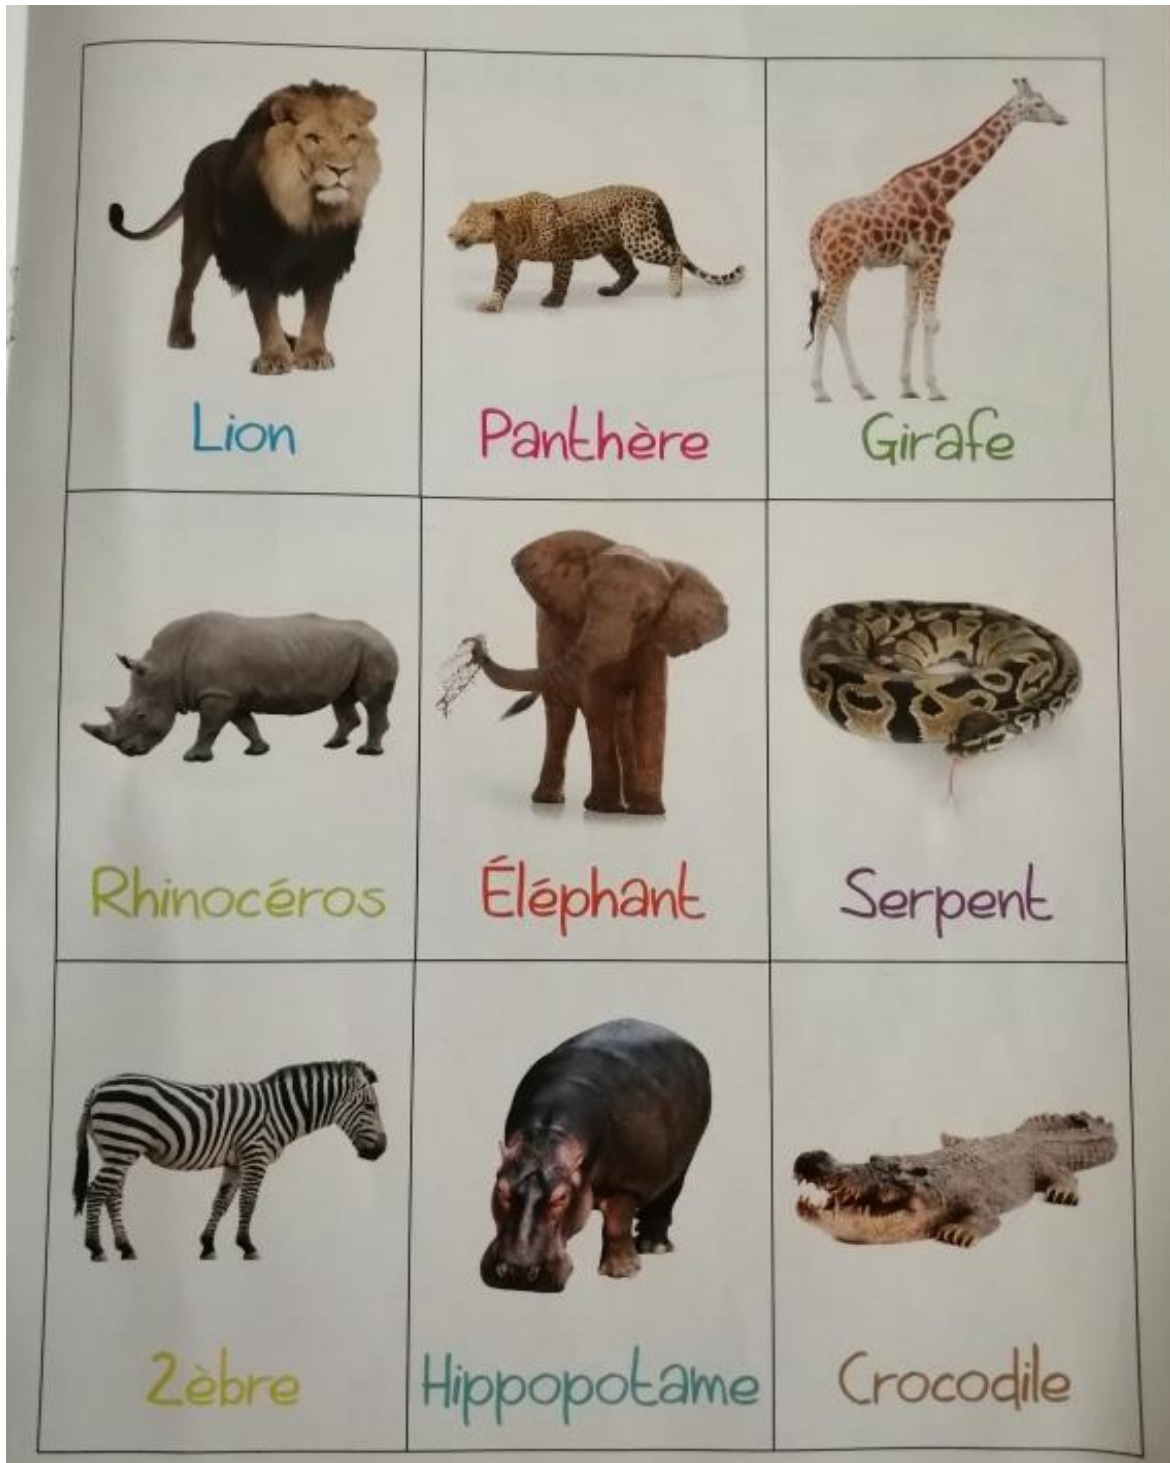 Lion
Panthère
Girafe
Rhinocéros
Éléphant
Serpent
Zèbre
Hippopotame
Crocodile